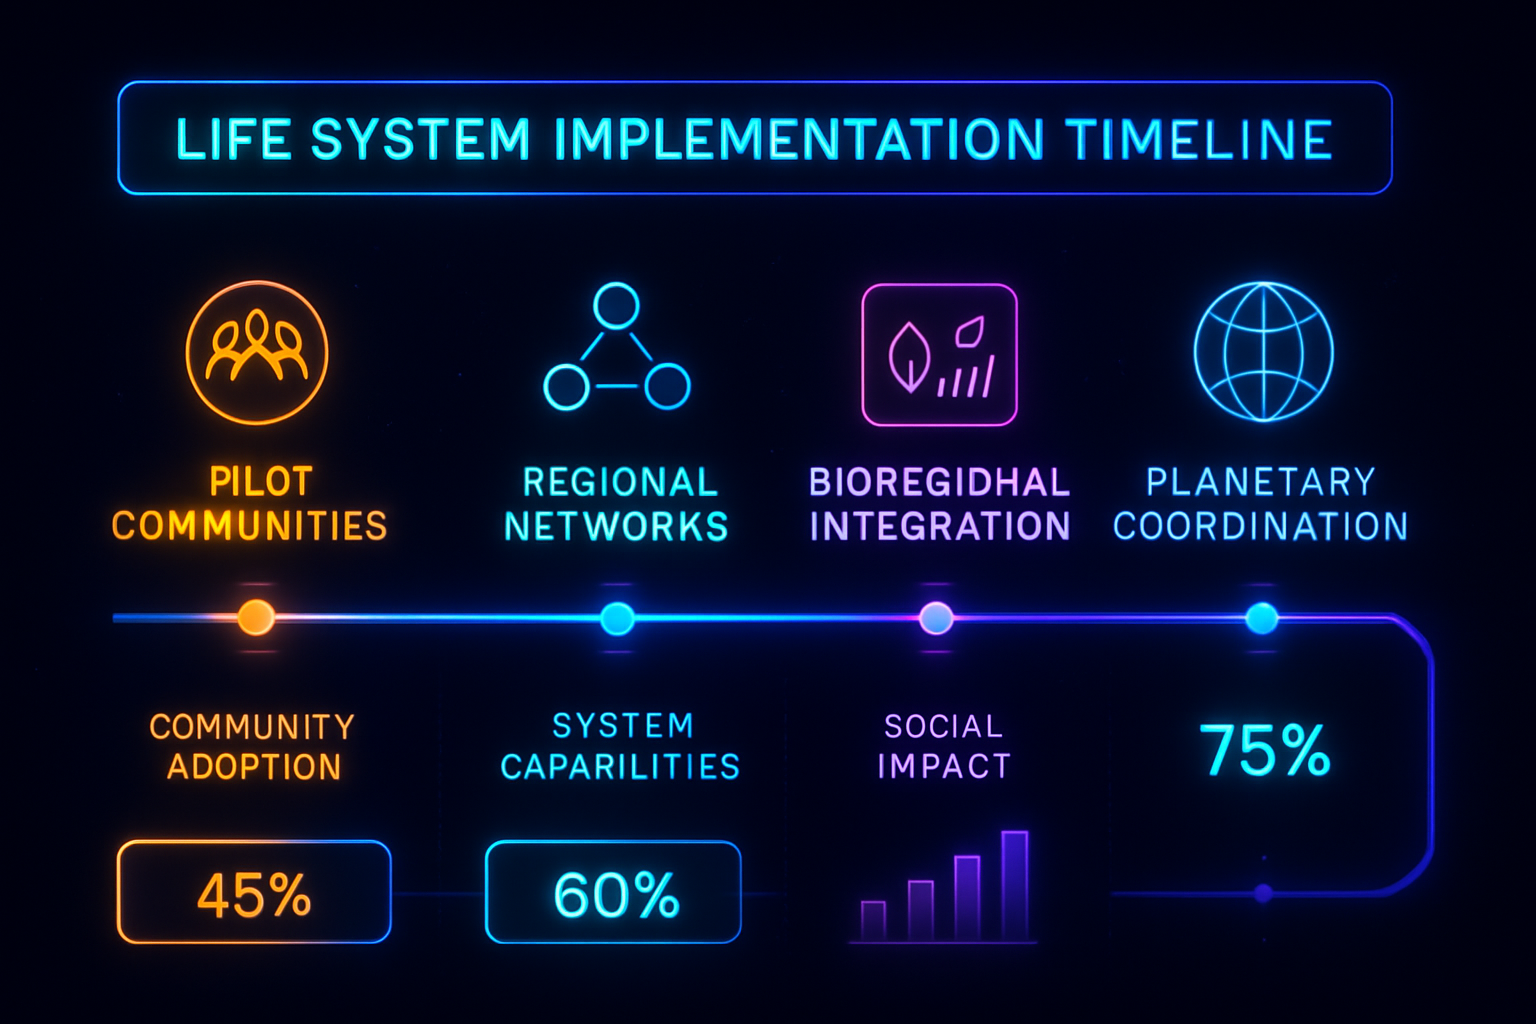 LIFE SYSTEM IMPLEMENTATION TIMELINE
PILOT
COMMUNITIES
REGIONAL
NETWORKS
BIOREGIDHAL
INTEGRATION
PLANETARY
COORDINATION
COMMUNITY
ADOPTION
45%
SYSTEM
CAPARILITIES
60%
SOCIAL
IMPACT
75%